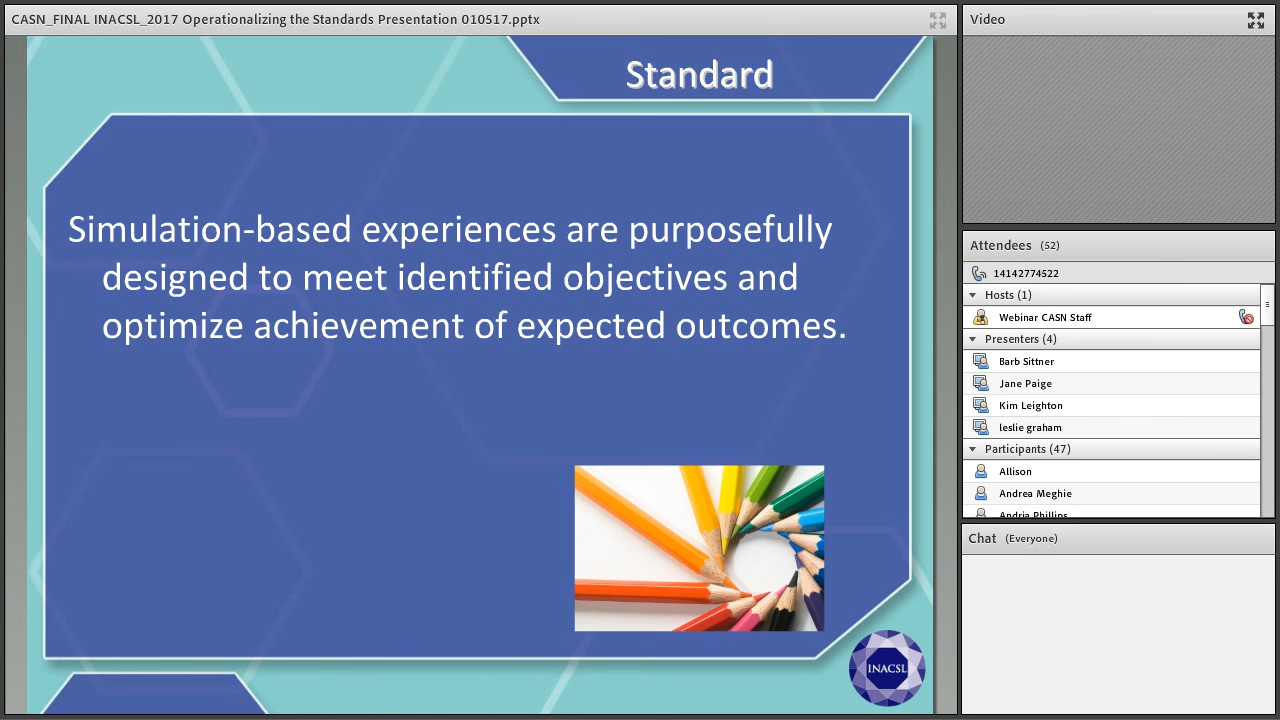 CASN_FINAL INACSL_2017 Operationalizing the Standards Presentation 010517.pptx
Standard
Simulation-based experiences are purposefully
designed to meet identified objectives and
optimize achievement of expected outcomes.
INACSL
Video
Attendees (52)
14142774522
Hosts (1)
Webinar CASN Staff
Presenters (4)
Barb Sittner
Jane Paige
Kim Leighton
leslie graham
Participants (47)
Allison
Andrea Meghie
Andria Phillips
Chat (Everyone)